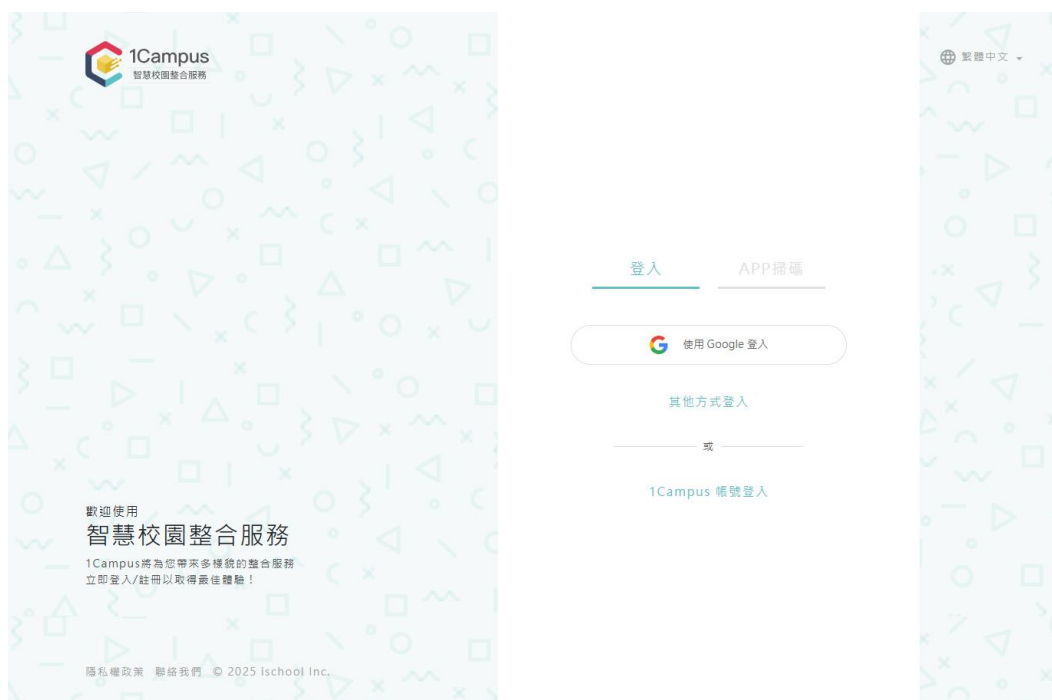 1Campus
智慧校園整合服務
繁體中文
登入
APP掃碼
使用 Google 登入
其他方式登入
或
1Campus 帳號登入
歡迎使用
智慧校園整合服務
1Campus將為您帶來多樣貌的整合服務
立即登入/註冊以取得最佳體驗！
隱私權政策 聯絡我們 © 2025 ischool Inc.